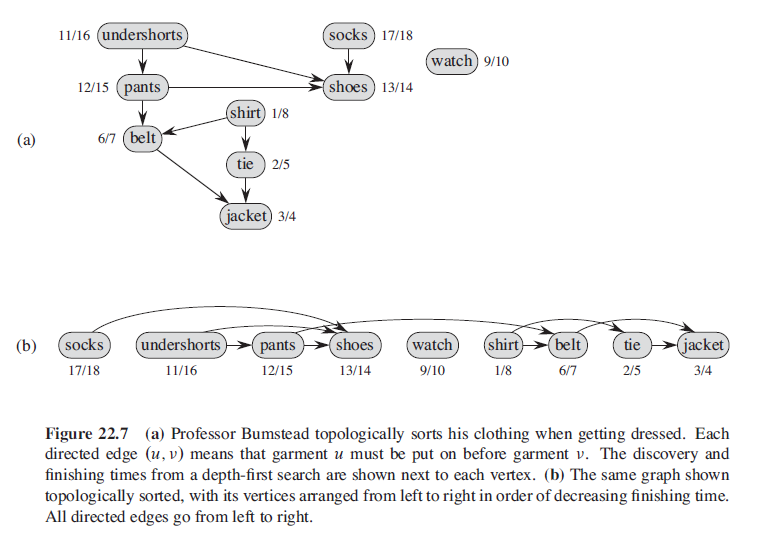 11/16 undershorts socks 17/18
watch 9/10
12/15 pants shoes 13/14
shirt 1/8
(a) 6/7 belt
tie 2/5
jacket 3/4
(b) socks undershorts pants shoes watch shirt belt tie jacket
17/18 11/16 12/15 13/14 9/10 1/8 6/7 2/5 3/4
Figure 22.7 (a) Professor Bumstead topologically sorts his clothing when getting dressed. Each
directed edge (u, v) means that garment u must be put on before garment v. The discovery and
finishing times from a depth-first search are shown next to each vertex. (b) The same graph shown
topologically sorted, with its vertices arranged from left to right in order of decreasing finishing time.
All directed edges go from left to right.